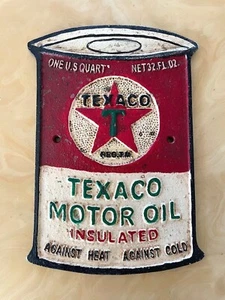 ONE U.S QUART* NET 32.FL.OZ.
TEXACO
T
REG.T.M
TEXACO
MOTOR OIL
INSULATED
AGAINST HEAT AGAINST COLD